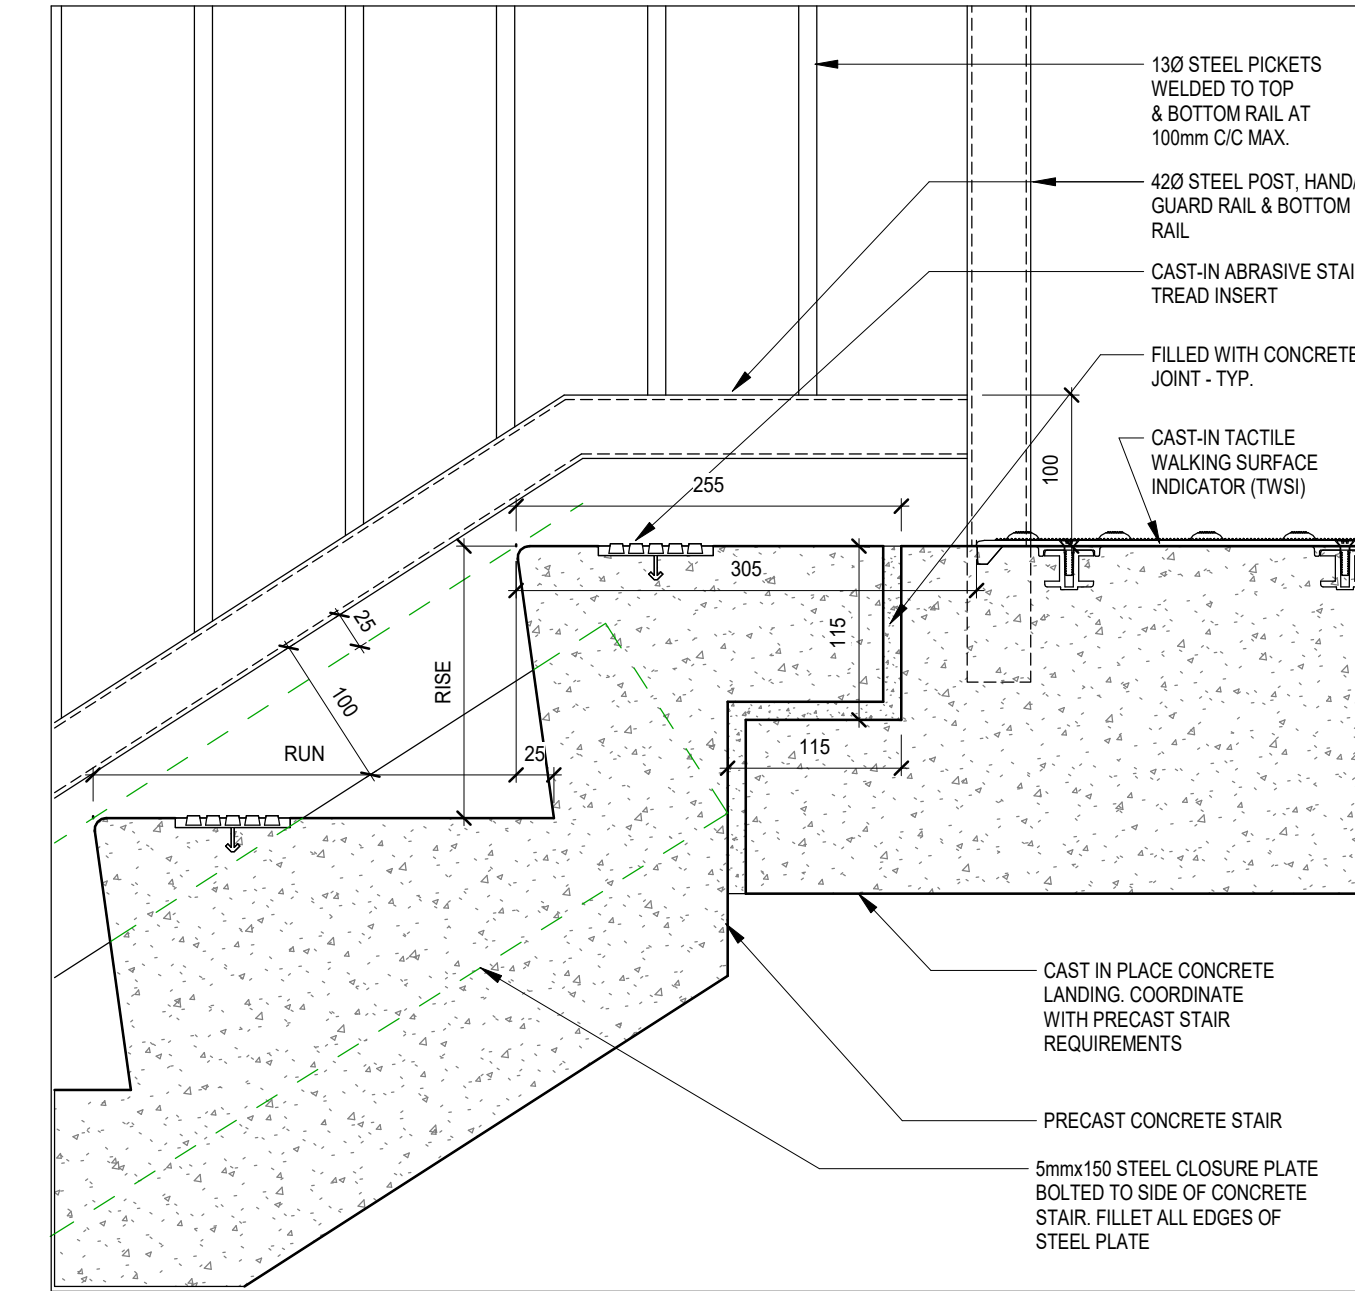 13Ø STEEL PICKETS
WELDED TO TOP
& BOTTOM RAIL AT
100mm C/C MAX.
42Ø STEEL POST, HAND/
GUARD RAIL & BOTTOM
RAIL
CAST-IN ABRASIVE STAI
TREAD INSERT
FILLED WITH CONCRETE
JOINT - TYP.
CAST-IN TACTILE
WALKING SURFACE
INDICATOR (TWSI)
100
255
305
115
25
RISE
100
RUN
25
115
CAST IN PLACE CONCRETE
LANDING. COORDINATE
WITH PRECAST STAIR
REQUIREMENTS
PRECAST CONCRETE STAIR
5mmx150 STEEL CLOSURE PLATE
BOLTED TO SIDE OF CONCRETE
STAIR. FILLET ALL EDGES OF
STEEL PLATE